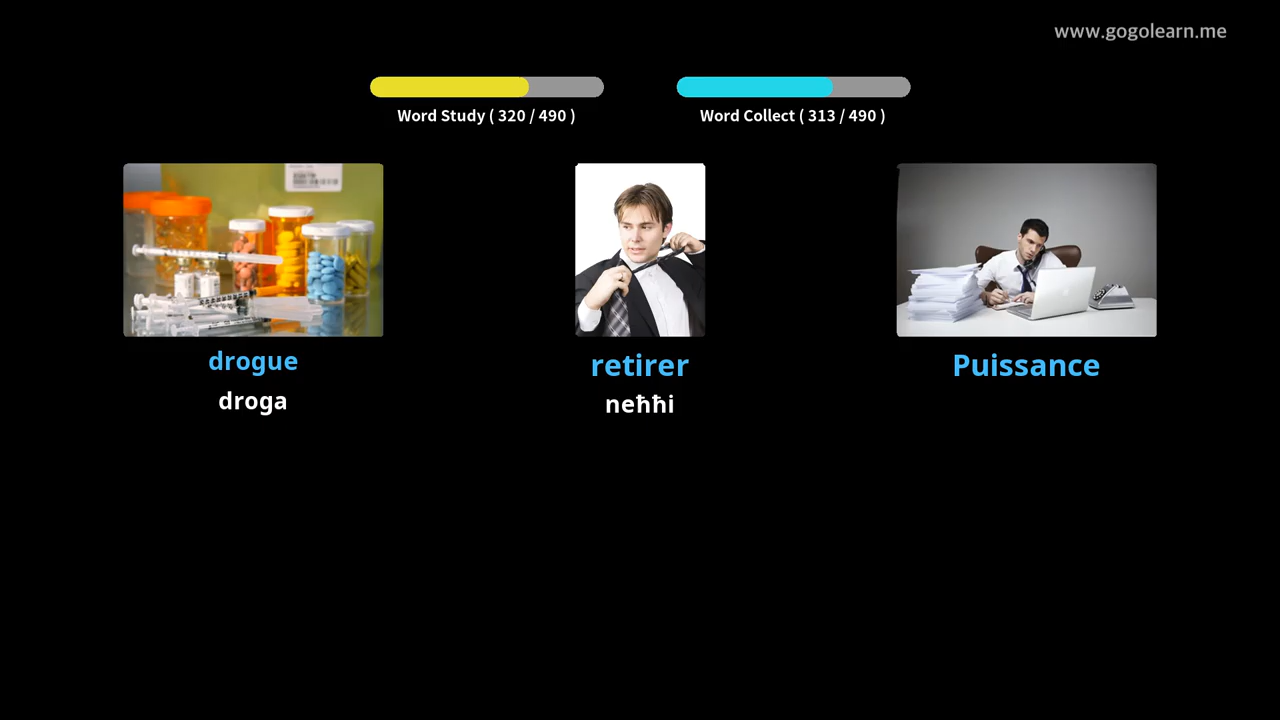 www.gogolearn.me
Word Study ( 320 / 490 )
Word Collect ( 313 / 490 )
drogue
droga
retirer
neħħi
Puissance